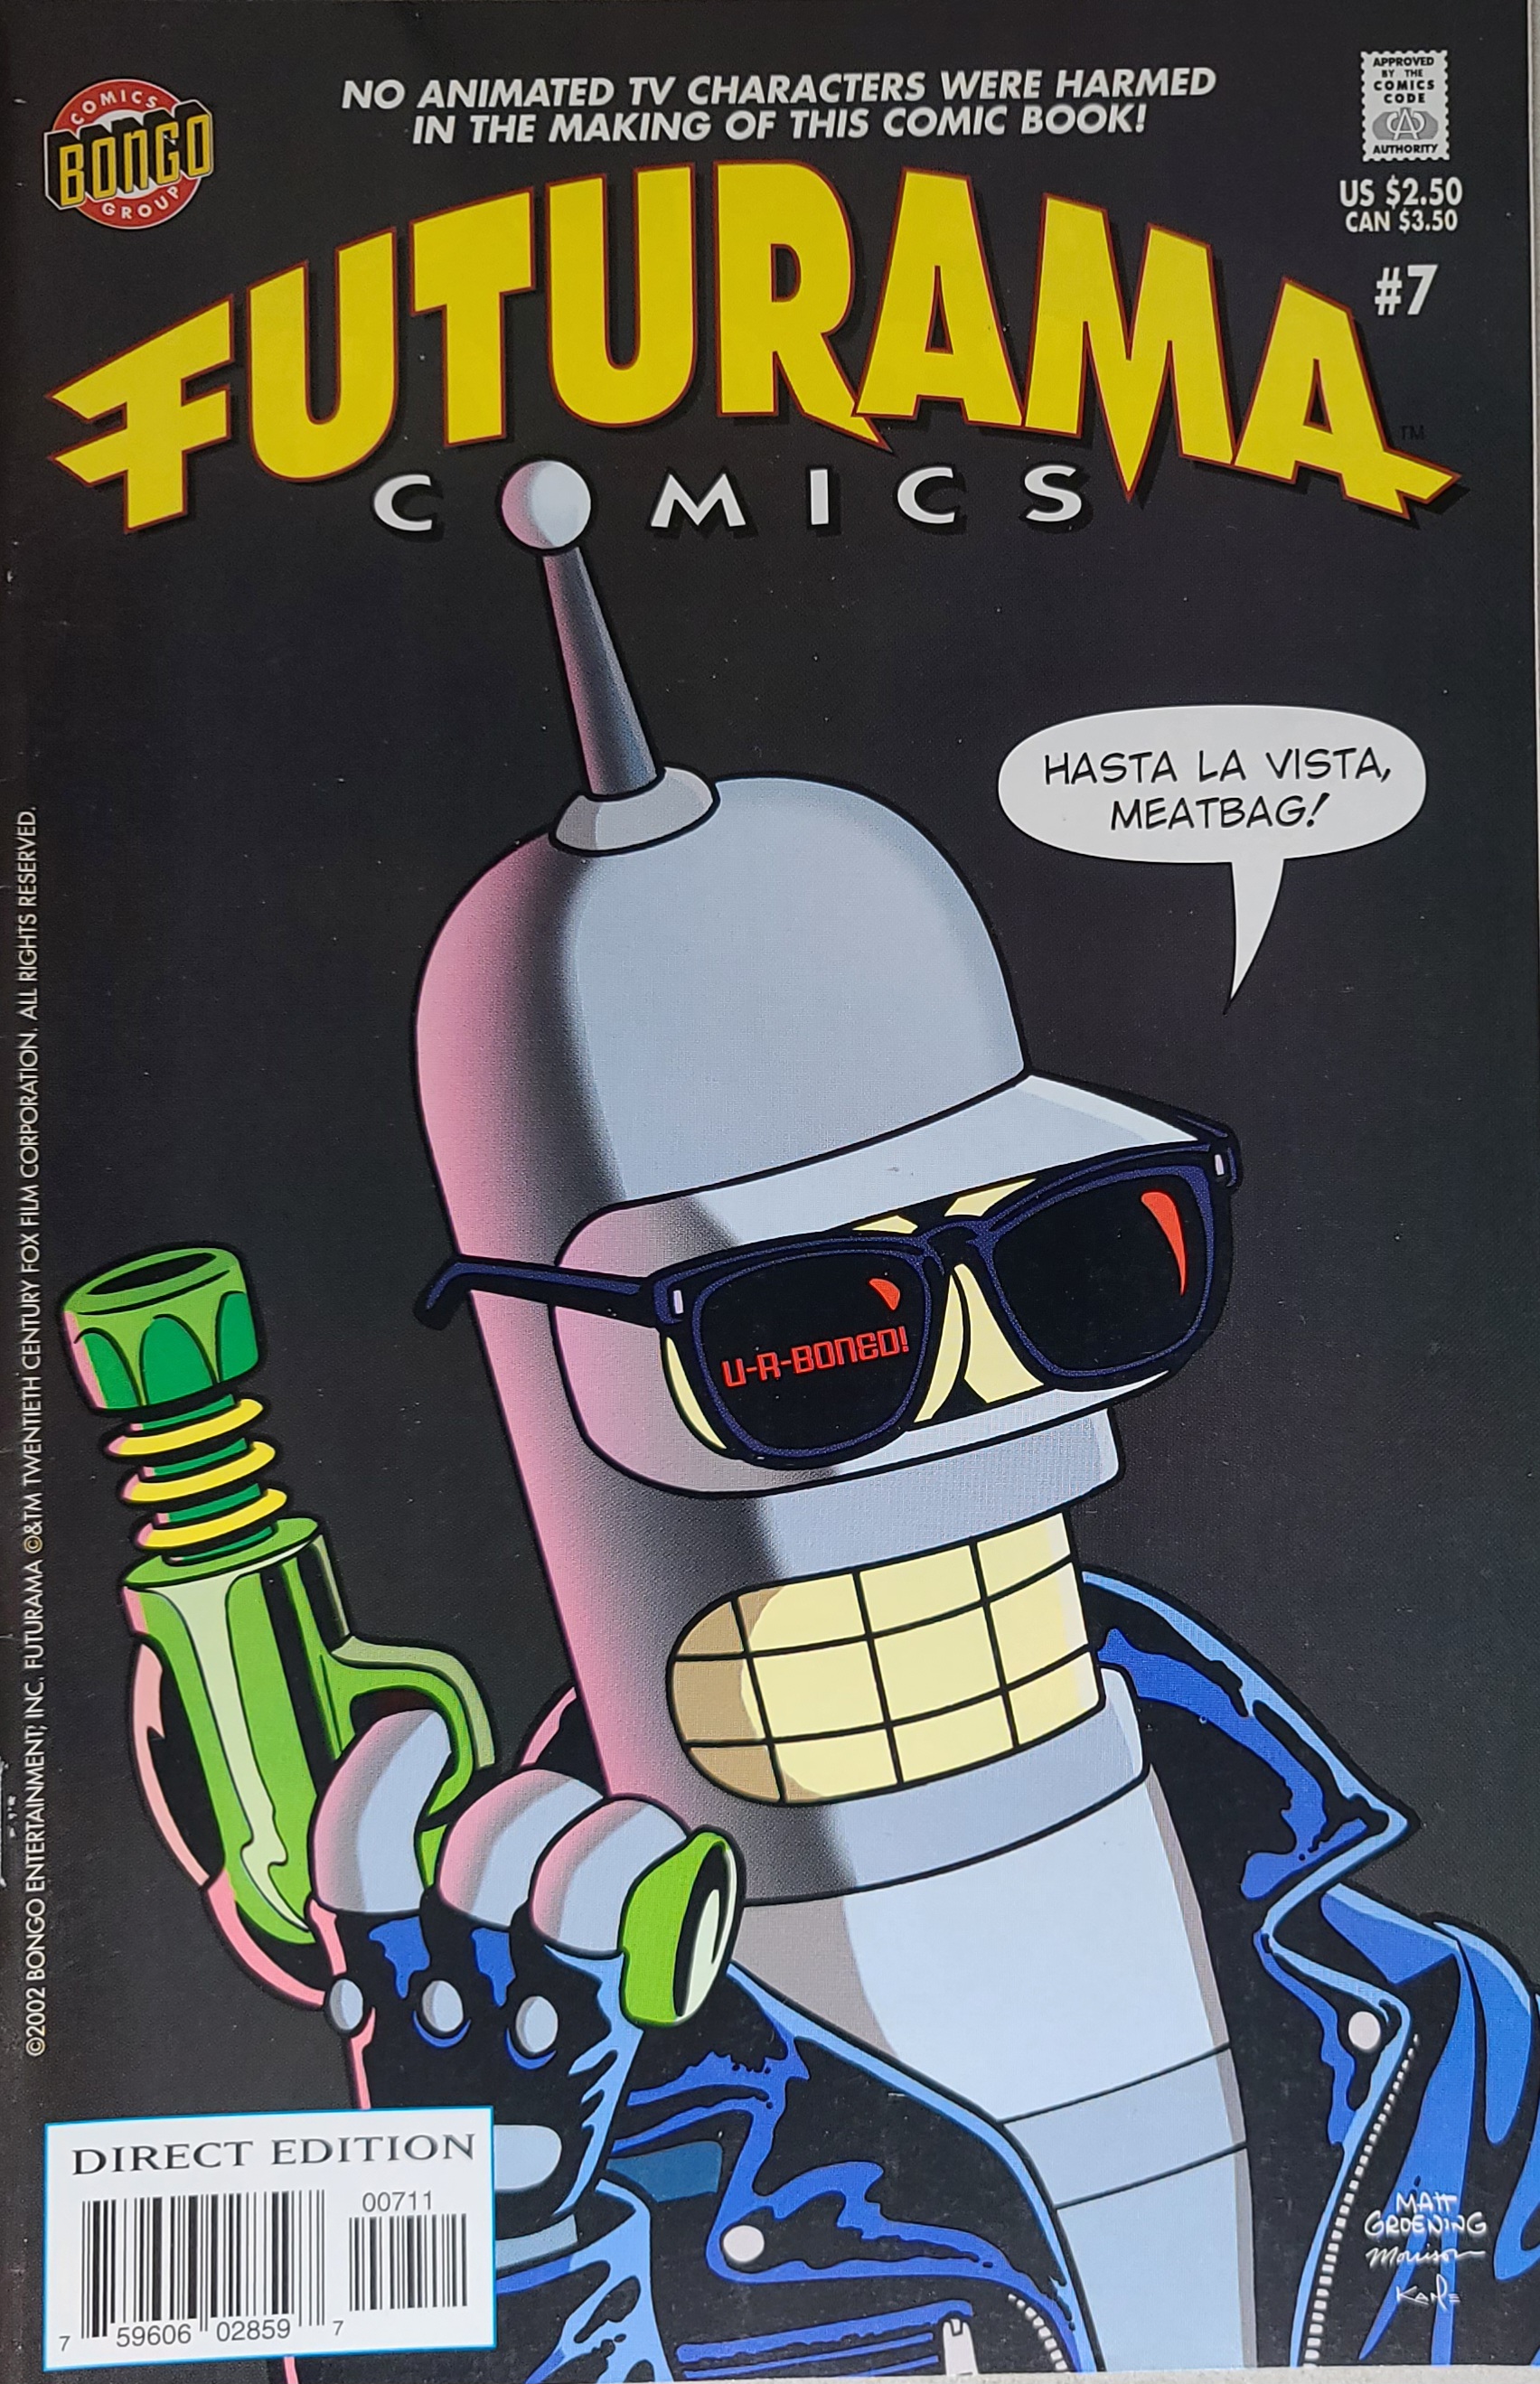 NO ANIMATED TV CHARACTERS WERE HARMED
IN THE MAKING OF THIS COMIC BOOK!
COMICS
BONGO
GROUP
APPROVED
BY THE
COMICS
CODE
CA
AUTHORITY
US $2.50
CAN $3.50
#7
FUTURAMA
TM
COMICS
HASTA LA VISTA,
MEATBAG!
U-R-BONED!
©2002 BONGO ENTERTAINMENT, INC. FUTURAMA ©&TM TWENTIETH CENTURY FOX FILM CORPORATION. ALL RIGHTS RESERVED.
DIRECT EDITION
00711
7 59606 02859 7
MATT
GROENING
Morrison
Kane